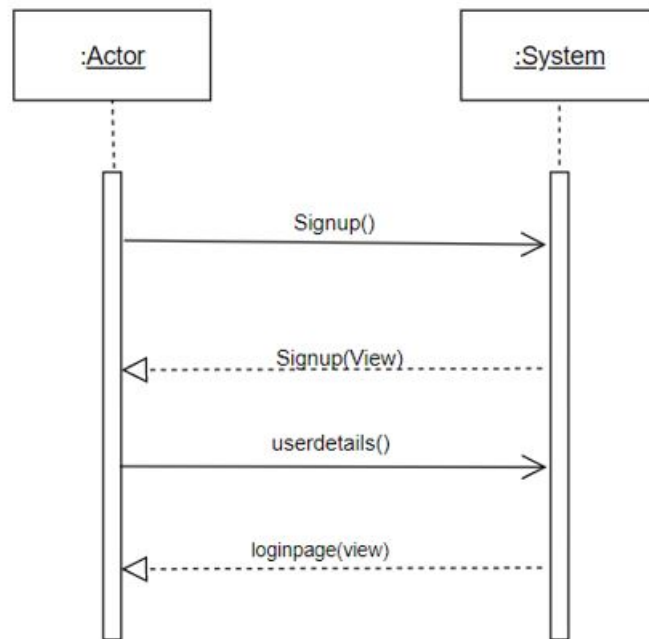 :Actor
:System
Signup()
Signup(View)
userdetails()
loginpage(view)